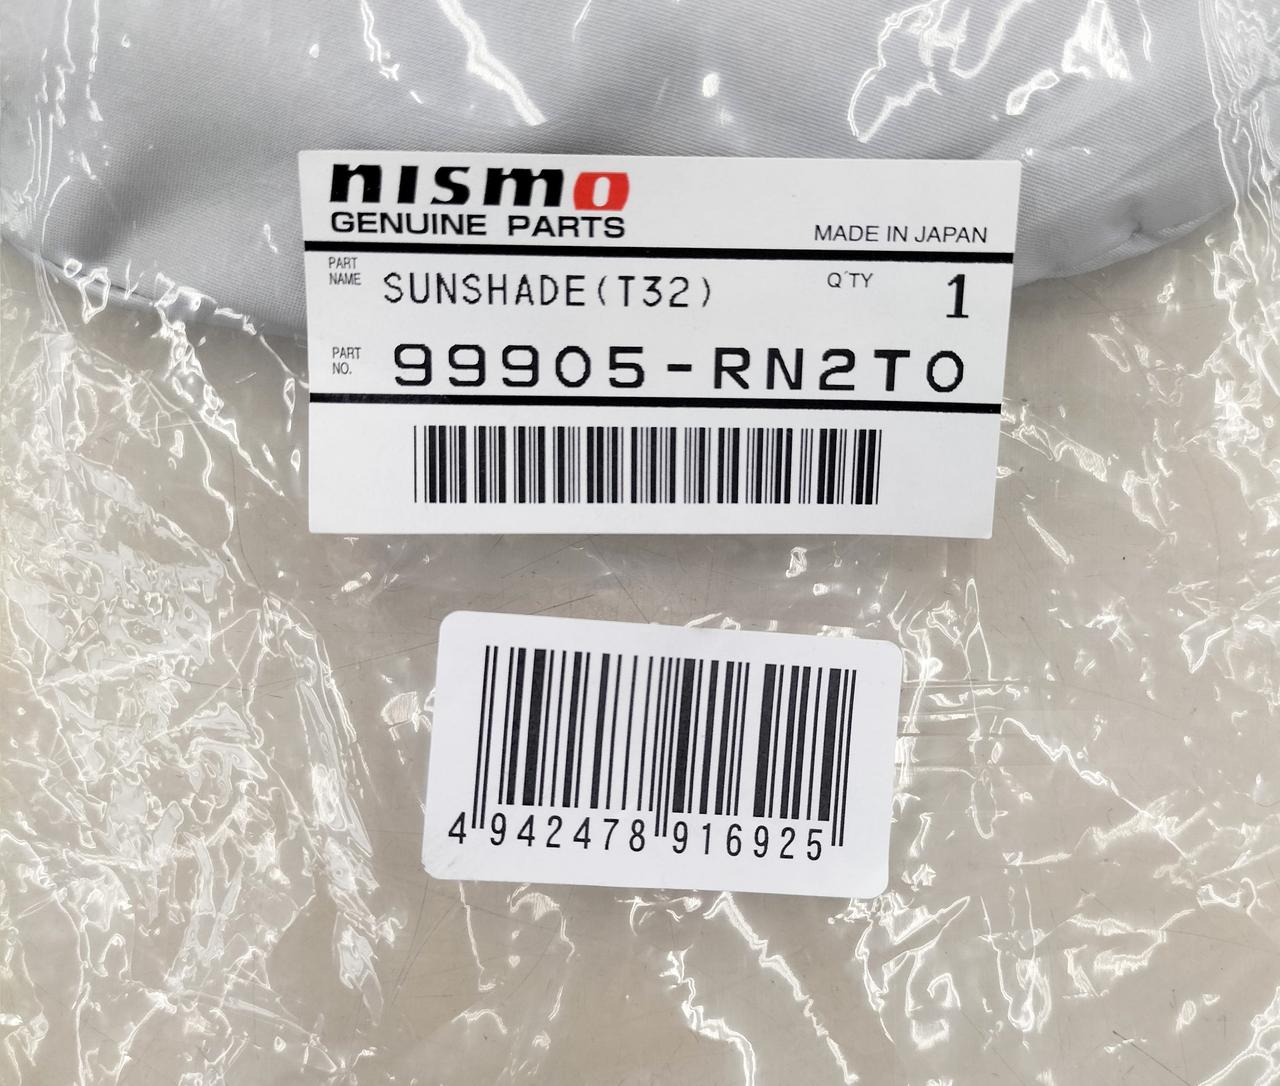 nismo
GENUINE PARTS
MADE IN JAPAN
PART NAME SUNSHADE(T32) Q'TY 1
PART NO. 99905-RN2T0
4 942478 916925